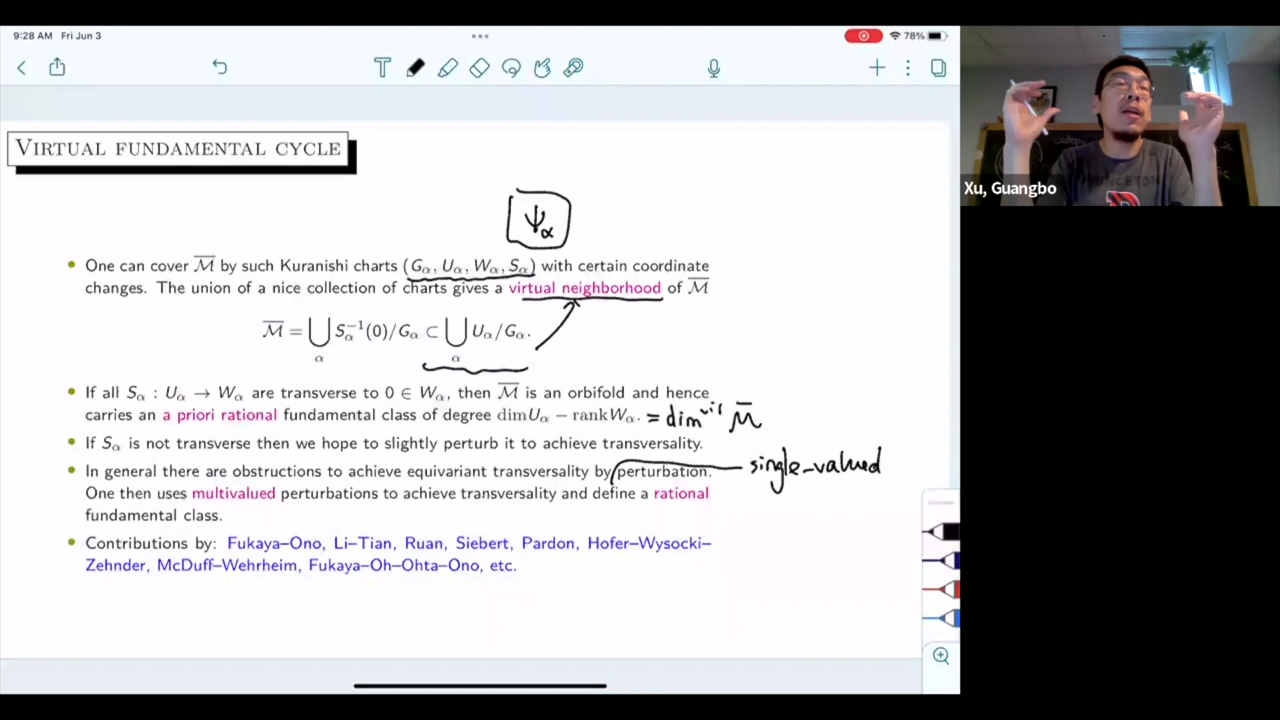 9:28 AM Fri Jun 3
78%
VIRTUAL FUNDAMENTAL CYCLE
Ψα
One can cover M̅ by such Kuranishi charts (Gα, Uα, Wα, Sα) with certain coordinate
changes. The union of a nice collection of charts gives a virtual neighborhood of M̅
M̅ = ⋃α Sα⁻¹(0)/Gα ⊂ ⋃α Uα/Gα.
If all Sα : Uα → Wα are transverse to 0 ∈ Wα, then M̅ is an orbifold and hence
carries an a priori rational fundamental class of degree dimUα − rankWα. = dim^vir M̅
If Sα is not transverse then we hope to slightly perturb it to achieve transversality.
In general there are obstructions to achieve equivariant transversality by perturbation. single-valued
One then uses multivalued perturbations to achieve transversality and define a rational
fundamental class.
Contributions by: Fukaya–Ono, Li–Tian, Ruan, Siebert, Pardon, Hofer–Wysocki–
Zehnder, McDuff–Wehrheim, Fukaya–Oh–Ohta–Ono, etc.
PRINCETON
Xu, Guangbo